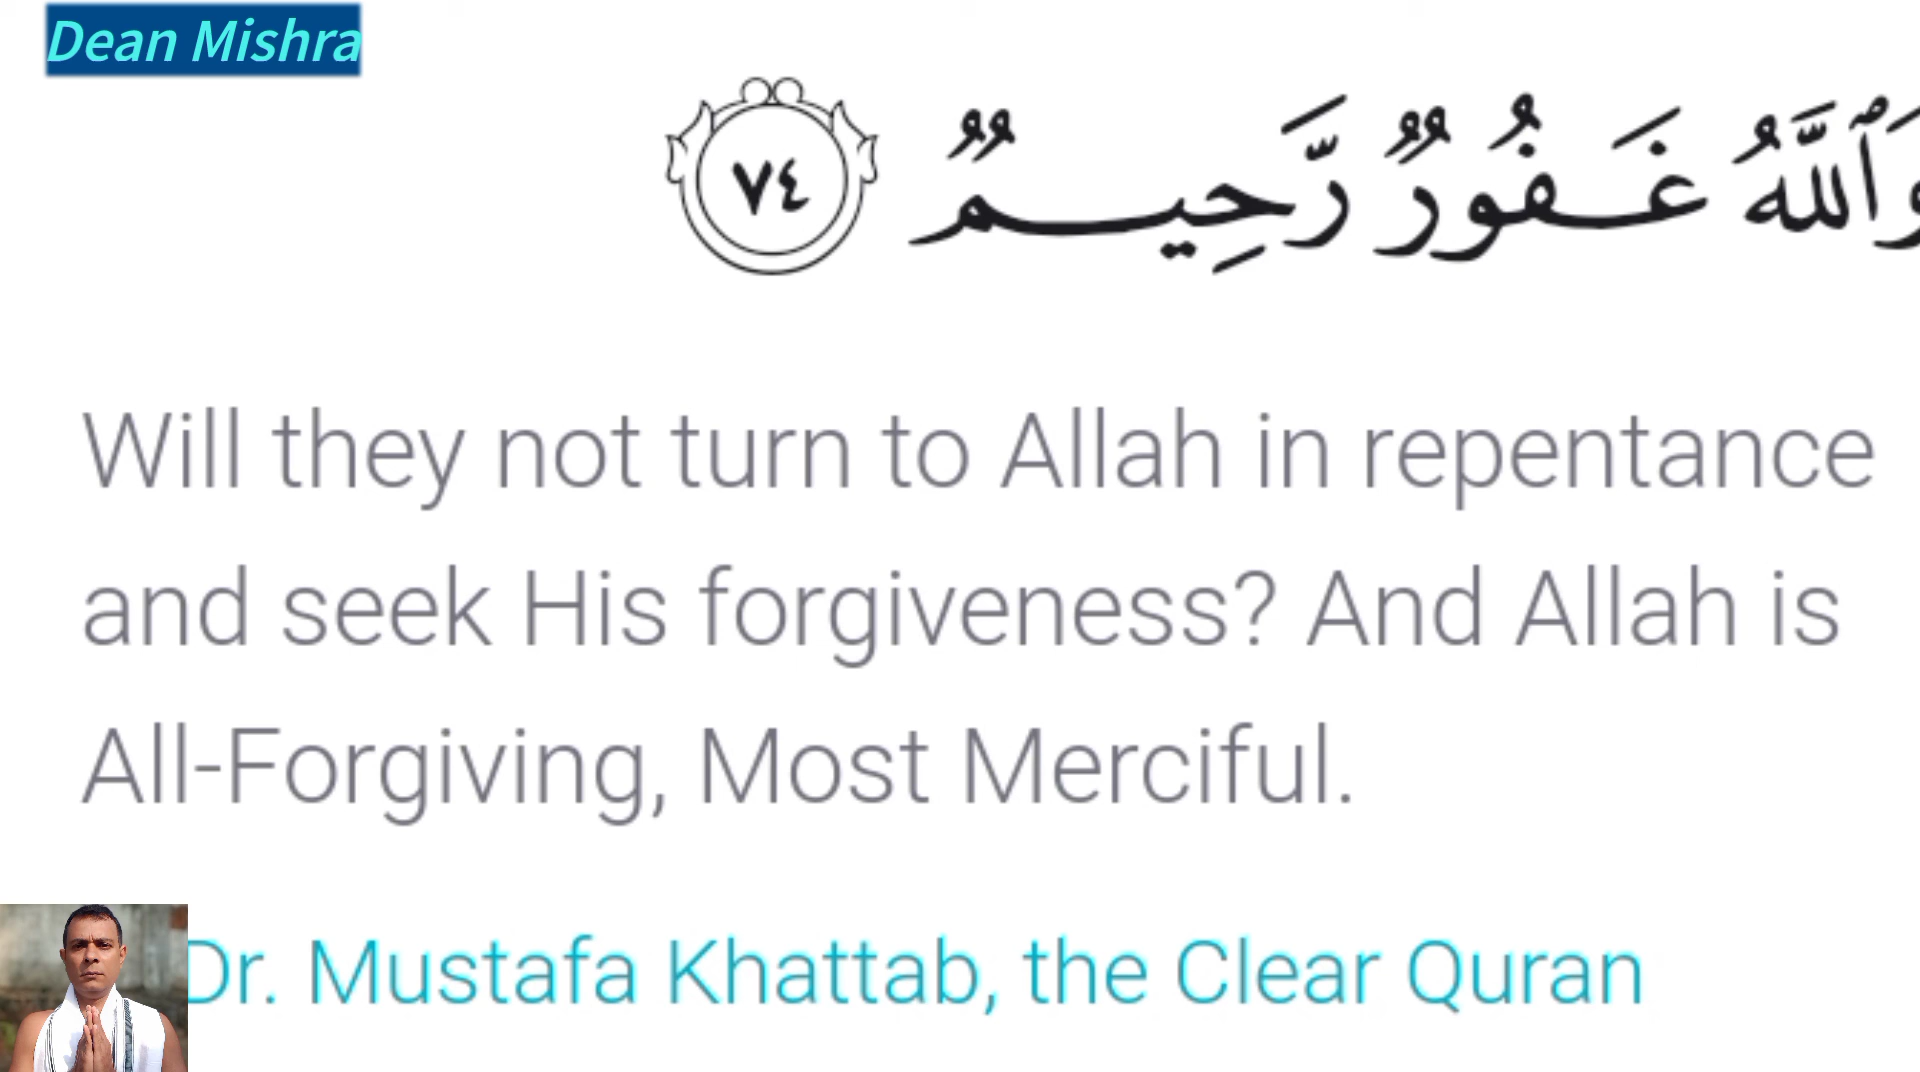 Dean Mishra
وَٱللَّهُ غَفُورٌ رَّحِيمٌ ٧٤
Will they not turn to Allah in repentance
and seek His forgiveness? And Allah is
All-Forgiving, Most Merciful.
Dr. Mustafa Khattab, the Clear Quran